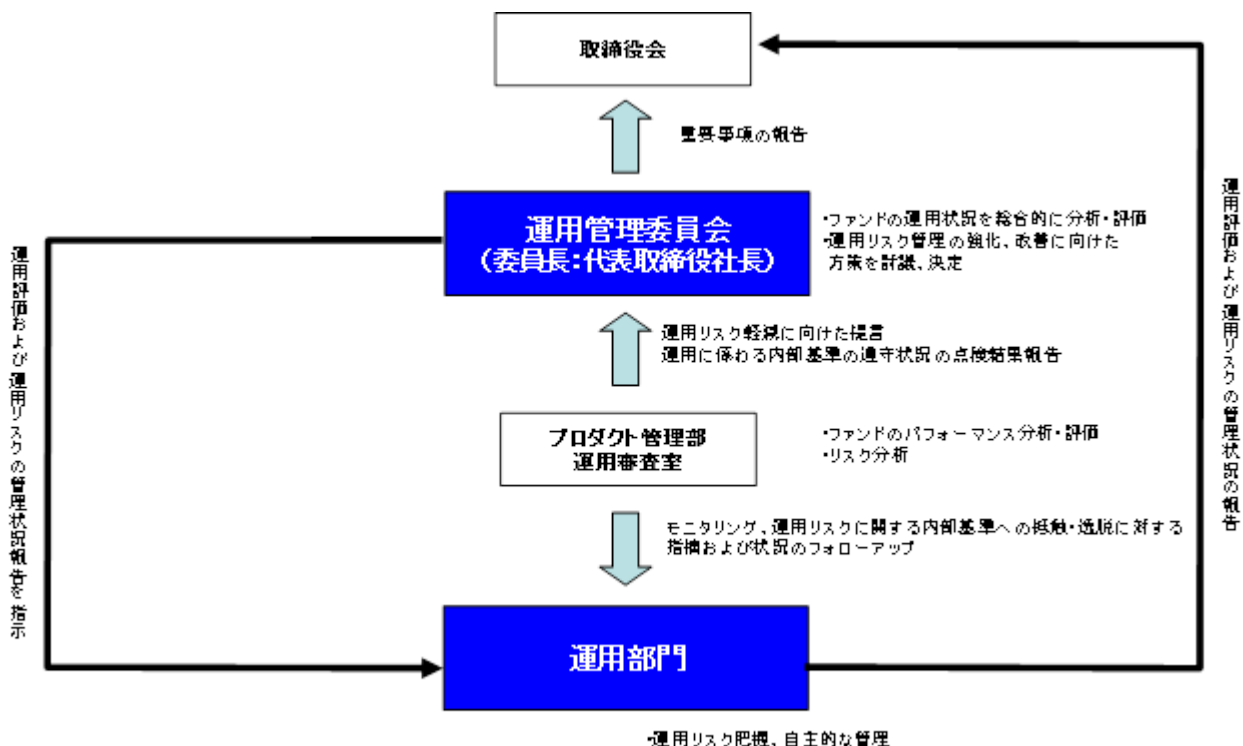 取締役会
重要事項の報告
運用管理委員会
(委員長:代表取締役社長)
・ファンドの運用状況を総合的に分析・評価
・運用リスク管理の強化、改善に向けた
方策を討議、決定
運用リスク軽減に向けた提言
運用に係わる内部基準の遵守状況の点検結果報告
プロダクト管理部
運用審査室
・ファンドのパフォーマンス分析・評価
・リスク分析
モニタリング、運用リスクに関する内部基準への抵触・逸脱に対する
指摘および状況のフォローアップ
運用部門
・運用リスク把握、自主的な管理
運用評価および運用リスクの管理状況報告を指示
運用評価および運用リスクの管理状況の報告